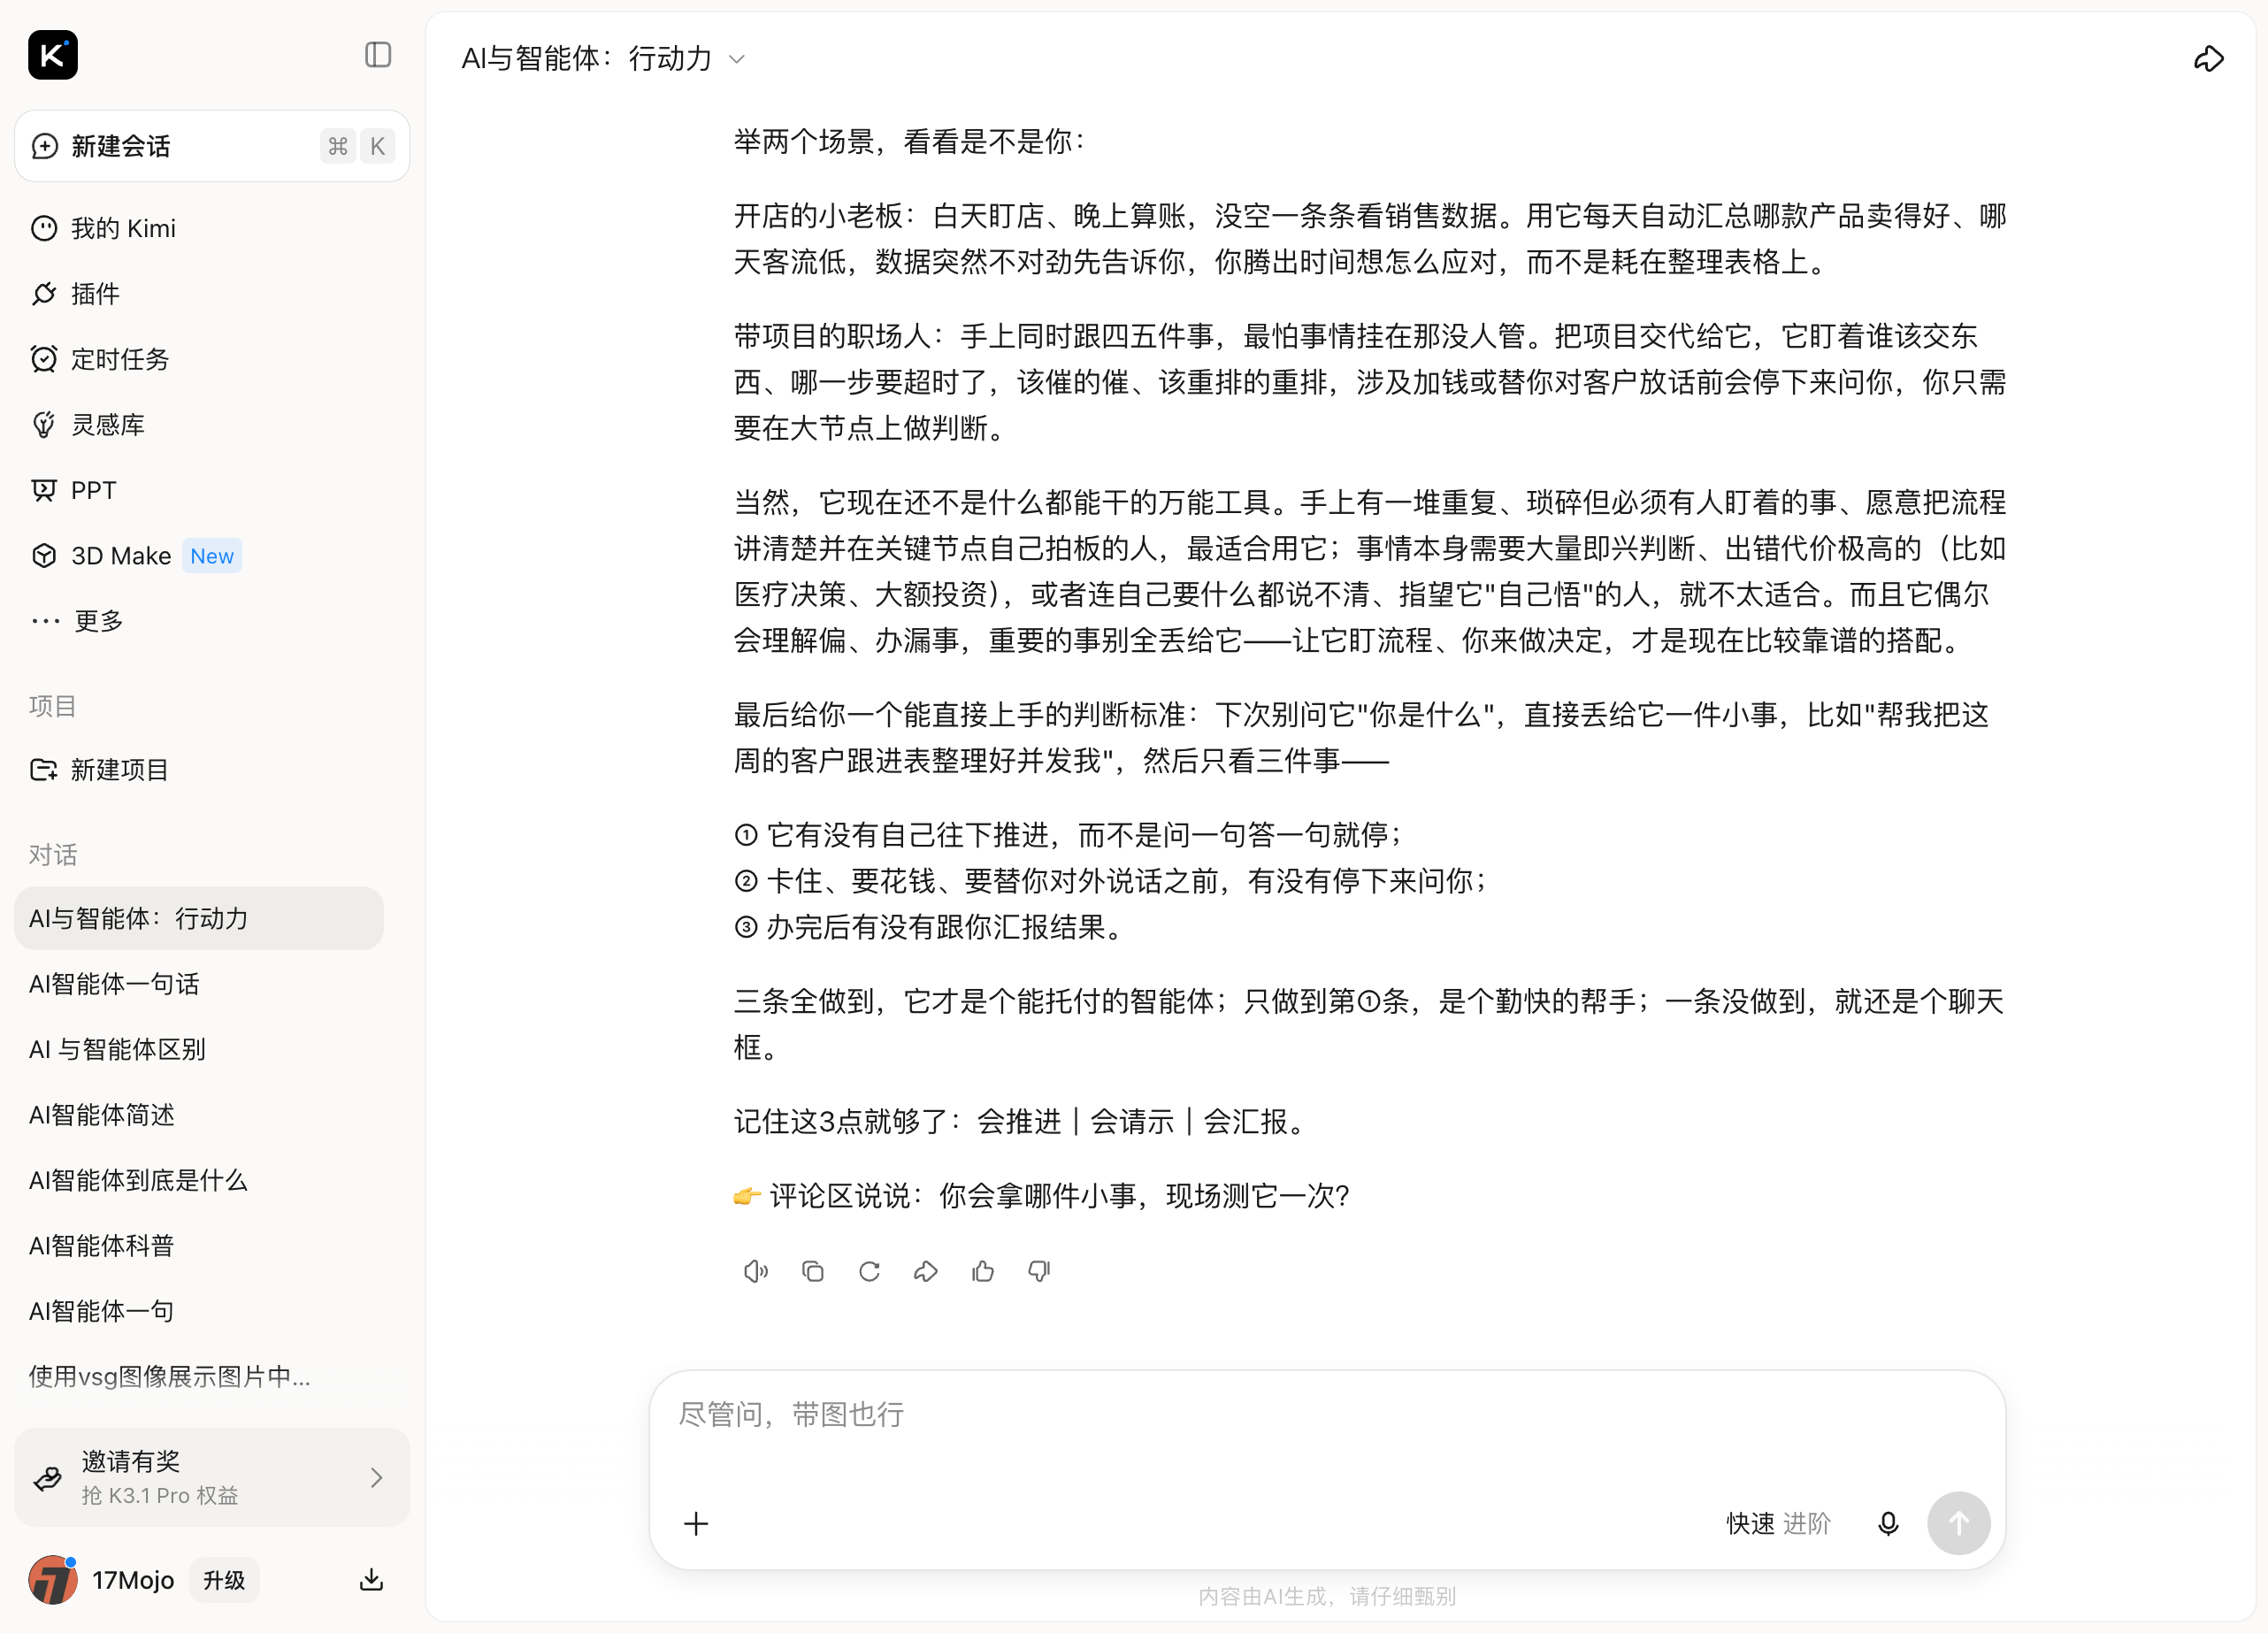 K
新建会话 ⌘ K
我的 Kimi
插件
定时任务
灵感库
PPT
3D Make New
更多
项目
新建项目
对话
AI与智能体：行动力
AI智能体一句话
AI 与智能体区别
AI智能体简述
AI智能体到底是什么
AI智能体科普
AI智能体一句
使用vsg图像展示图片中...
邀请有奖
抢 K3.1 Pro 权益
17Mojo 升级
AI与智能体：行动力
举两个场景，看看是不是你：
开店的小老板：白天盯店、晚上算账，没空一条条看销售数据。用它每天自动汇总哪款产品卖得好、哪
天客流低，数据突然不对劲先告诉你，你腾出时间想怎么应对，而不是耗在整理表格上。
带项目的职场人：手上同时跟四五件事，最怕事情挂在那没人管。把项目交代给它，它盯着谁该交东
西、哪一步要超时了，该催的催、该重排的重排，涉及加钱或替你对客户放话前会停下来问你，你只需
要在大节点上做判断。
当然，它现在还不是什么都能干的万能工具。手上有一堆重复、琐碎但必须有人盯着的事、愿意把流程
讲清楚并在关键节点自己拍板的人，最适合用它；事情本身需要大量即兴判断、出错代价极高的（比如
医疗决策、大额投资），或者连自己要什么都说不清、指望它"自己悟"的人，就不太适合。而且它偶尔
会理解偏、办漏事，重要的事别全丢给它——让它盯流程、你来做决定，才是现在比较靠谱的搭配。
最后给你一个能直接上手的判断标准：下次别问它"你是什么"，直接丢给它一件小事，比如"帮我把这
周的客户跟进表整理好并发我"，然后只看三件事——
① 它有没有自己往下推进，而不是问一句答一句就停；
② 卡住、要花钱、要替你对外说话之前，有没有停下来问你；
③ 办完后有没有跟你汇报结果。
三条全做到，它才是个能托付的智能体；只做到第①条，是个勤快的帮手；一条没做到，就还是个聊天
框。
记住这3点就够了：会推进｜会请示｜会汇报。
👉 评论区说说：你会拿哪件小事，现场测它一次？
尽管问，带图也行
快速 进阶
内容由AI生成，请仔细甄别